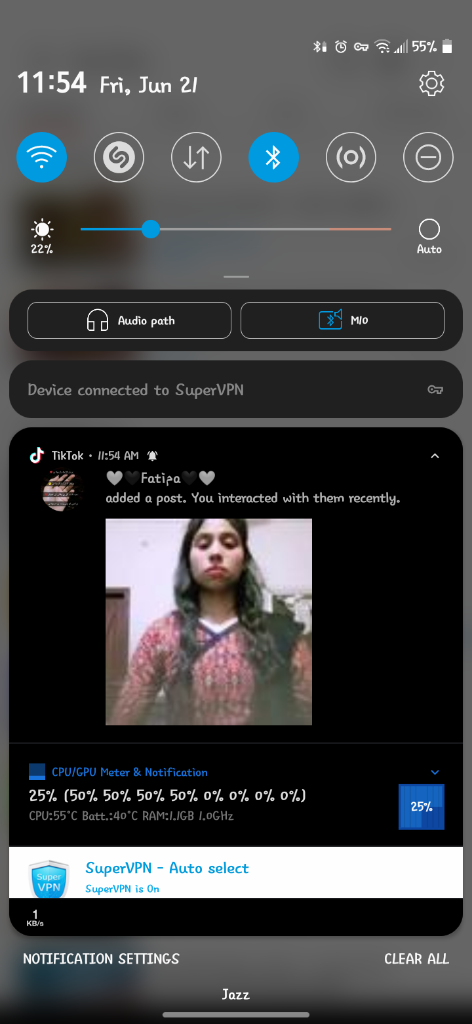 55%
11:54 Fri, Jun 21
22%
Auto
Audio path
M10
Device connected to SuperVPN
TikTok • 11:54 AM
🤍🖤Fatiра🖤🤍
added a post. You interacted with them recently.
CPU/GPU Meter & Notification
25% (50% 50% 50% 50% 0% 0% 0% 0%)
25%
CPU:55°C Batt.:40°C RAM:1.1GB 1.0GHz
Super
VPN
SuperVPN - Auto select
SuperVPN is On
1
KB/s
NOTIFICATION SETTINGS
CLEAR ALL
Jazz